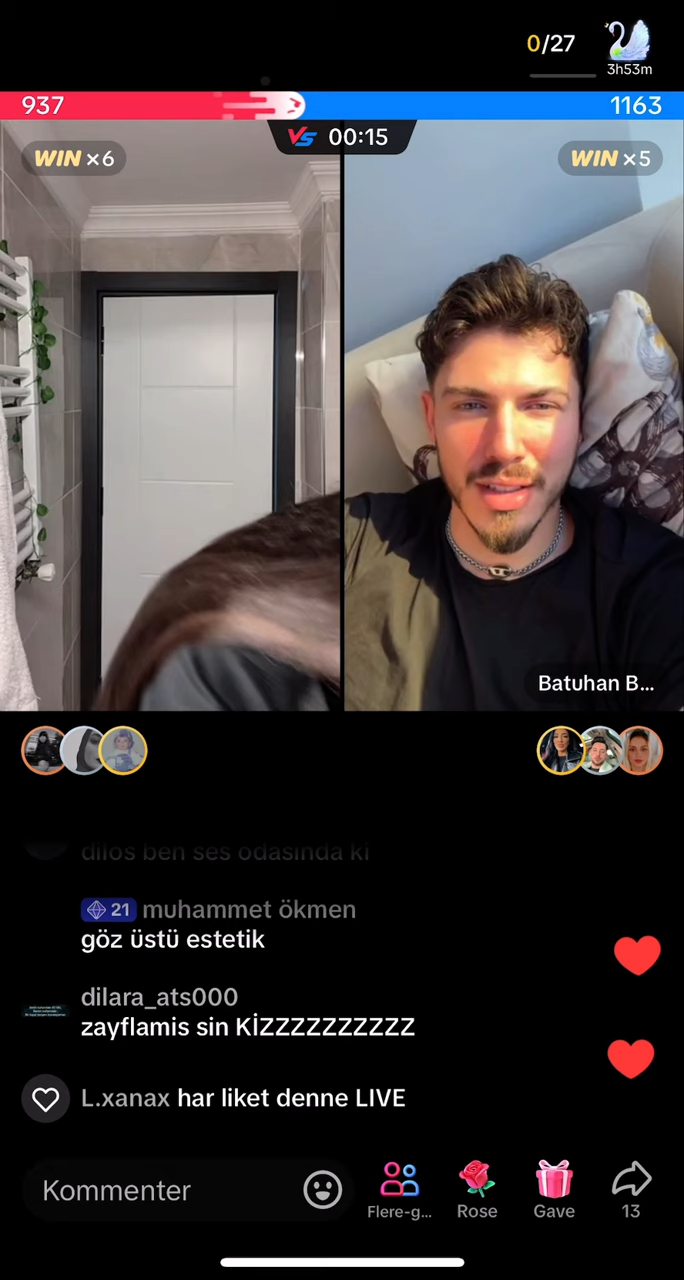 0/27
3h53m
937
1163
VS 00:15
WIN ×6
WIN ×5
Batuhan B...
dilos ben ses odasinda ki
21 muhammet ökmen
göz üstü estetik
dilara_ats000
zayflamis sin KİZZZZZZZZZZ
L.xanax har liket denne LIVE
Kommenter
Flere-g...
Rose
Gave
13